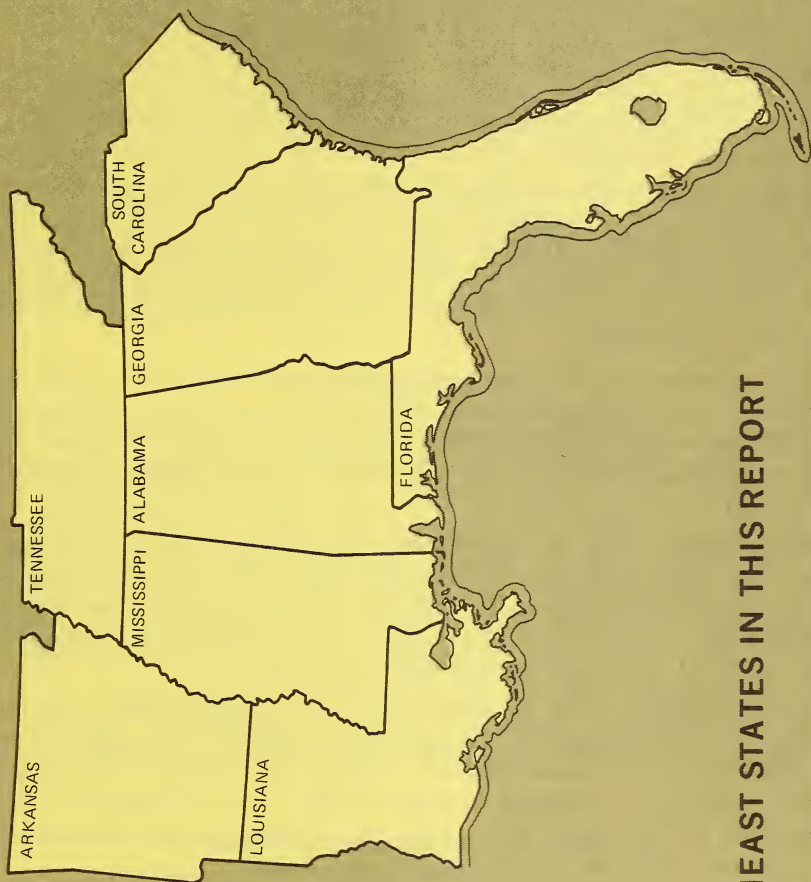 ARKANSAS
TENNESSEE
SOUTH
CAROLINA
GEORGIA
ALABAMA
MISSISSIPPI
LOUISIANA
FLORIDA
EAST STATES IN THIS REPORT